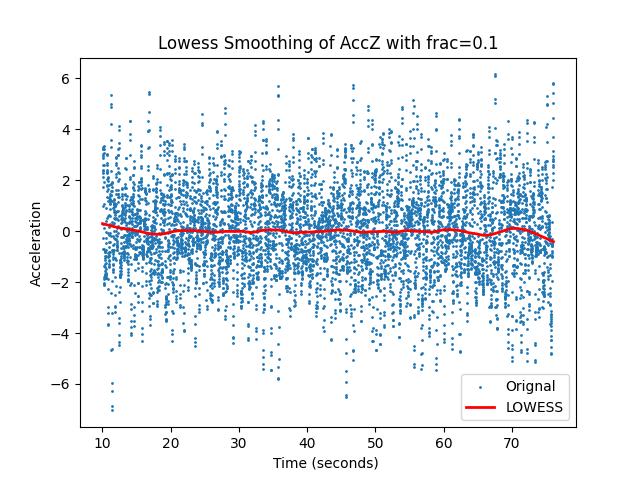 Lowess Smoothing of AccZ with frac=0.1
6
4
2
0
−2
−4
−6
Acceleration
10
20
30
40
50
60
70
Time (seconds)
Orignal
LOWESS